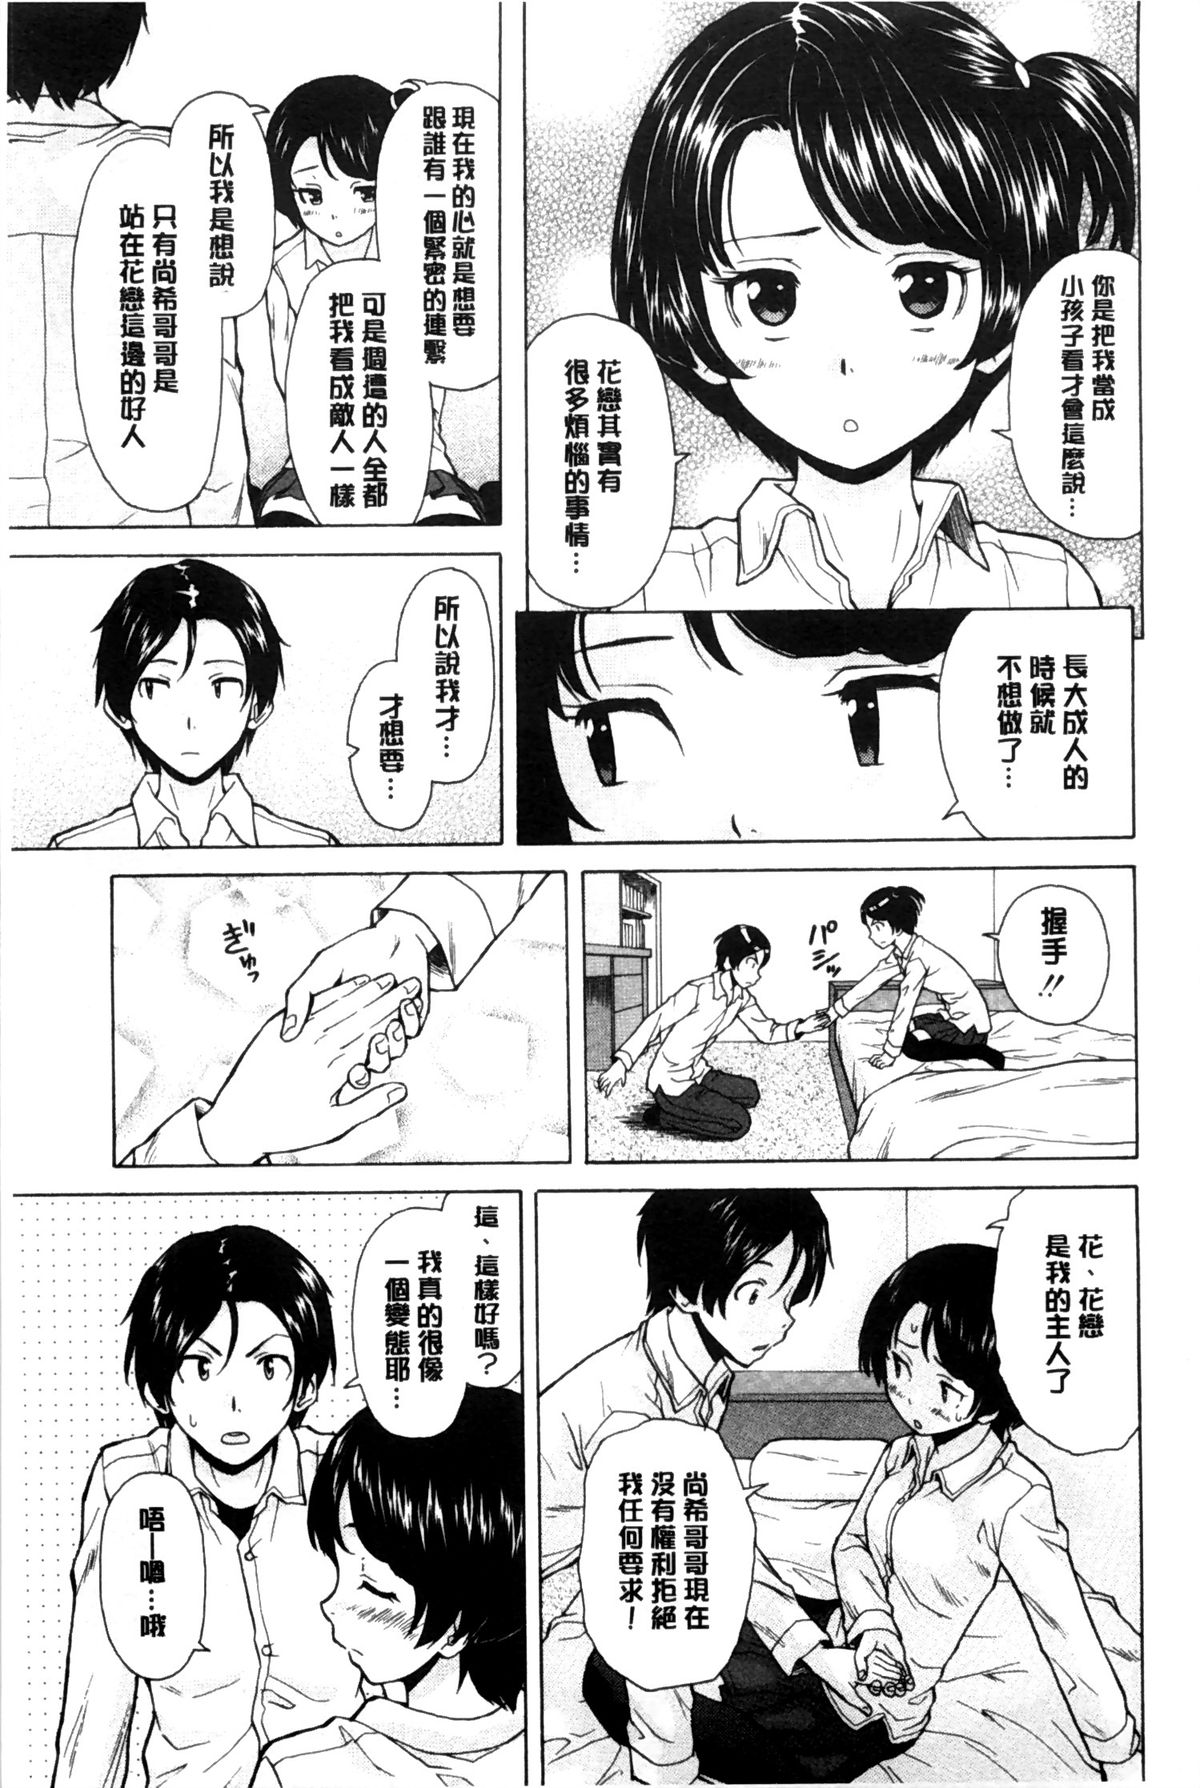 你是把我當成
小孩子看才會這麼說…
花戀其實有
很多煩惱的事情…
現在我的心就是想要
跟誰有一個緊密的連繫
可是週遭的人全都
把我看成敵人一樣
所以我是想說
只有尚希哥哥是
站在花戀這邊的好人
長大成人的
時候就
不想做了…
所以說我才…
才想要…
握手!!
パシッ
ぎゅっ
花、花戀
是我的主人了
尚希哥哥現在
沒有權利拒絕
我任何要求!
這、這樣好嗎?
我真的很像
一個變態耶…
唔—嗯…哦